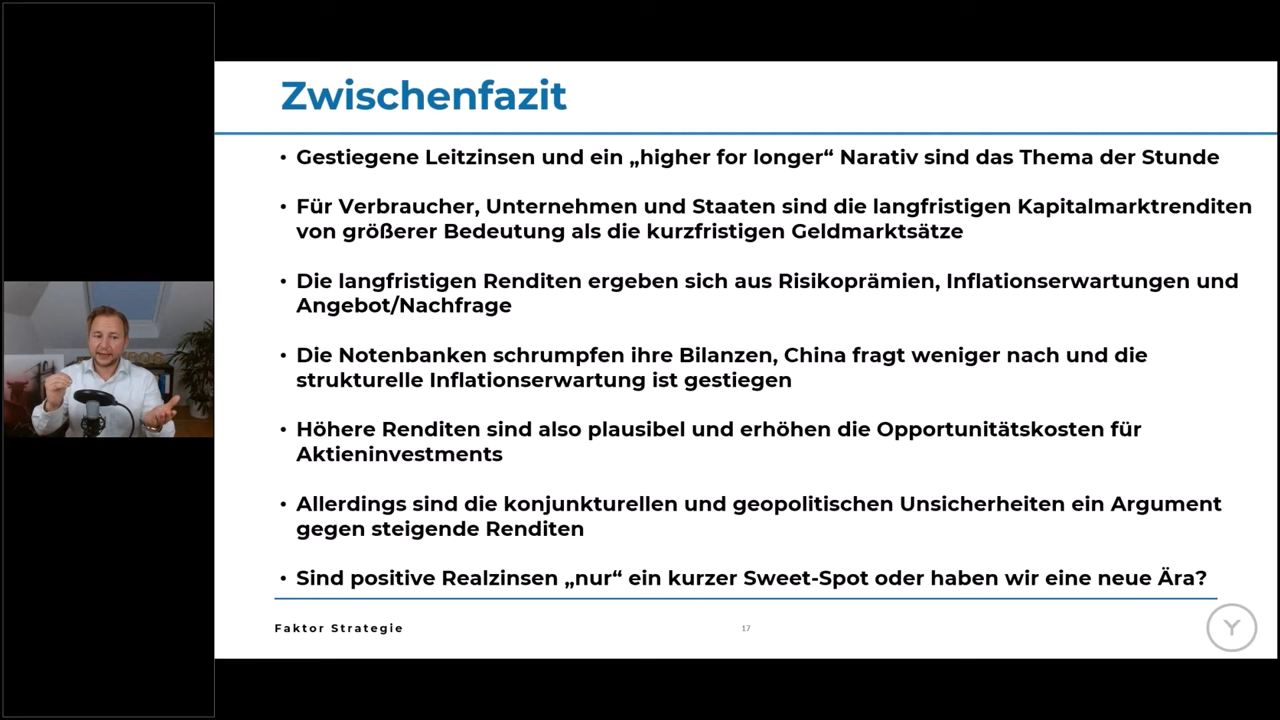 Zwischenfazit
• Gestiegene Leitzinsen und ein „higher for longer“ Narativ sind das Thema der Stunde
• Für Verbraucher, Unternehmen und Staaten sind die langfristigen Kapitalmarktrenditen
von größerer Bedeutung als die kurzfristigen Geldmarktsätze
• Die langfristigen Renditen ergeben sich aus Risikoprämien, Inflationserwartungen und
Angebot/Nachfrage
• Die Notenbanken schrumpfen ihre Bilanzen, China fragt weniger nach und die
strukturelle Inflationserwartung ist gestiegen
• Höhere Renditen sind also plausibel und erhöhen die Opportunitätskosten für
Aktieninvestments
• Allerdings sind die konjunkturellen und geopolitischen Unsicherheiten ein Argument
gegen steigende Renditen
• Sind positive Realzinsen „nur“ ein kurzer Sweet-Spot oder haben wir eine neue Ära?
Faktor Strategie
17
Y